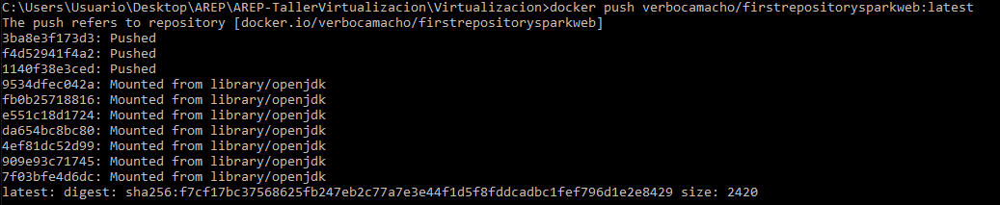 C:\Users\Usuario\Desktop\AREP\AREP-TallerVirtualizacion\Virtualizacion>docker push verbocamacho/firstrepositorysparkweb:latest
The push refers to repository [docker.io/verbocamacho/firstrepositorysparkweb]
3ba8e3f173d3: Pushed
f4d52941f4a2: Pushed
1140f38e3ced: Pushed
9534dfec042a: Mounted from library/openjdk
fb0b25718816: Mounted from library/openjdk
e551c18d1724: Mounted from library/openjdk
da654bc8bc80: Mounted from library/openjdk
4ef81dc52d99: Mounted from library/openjdk
909e93c71745: Mounted from library/openjdk
7f03bfe4d6dc: Mounted from library/openjdk
latest: digest: sha256:f7cf17bc37568625fb247eb2c77a7e3e44f1d5f8fddcadbc1fef796d1e2e8429 size: 2420